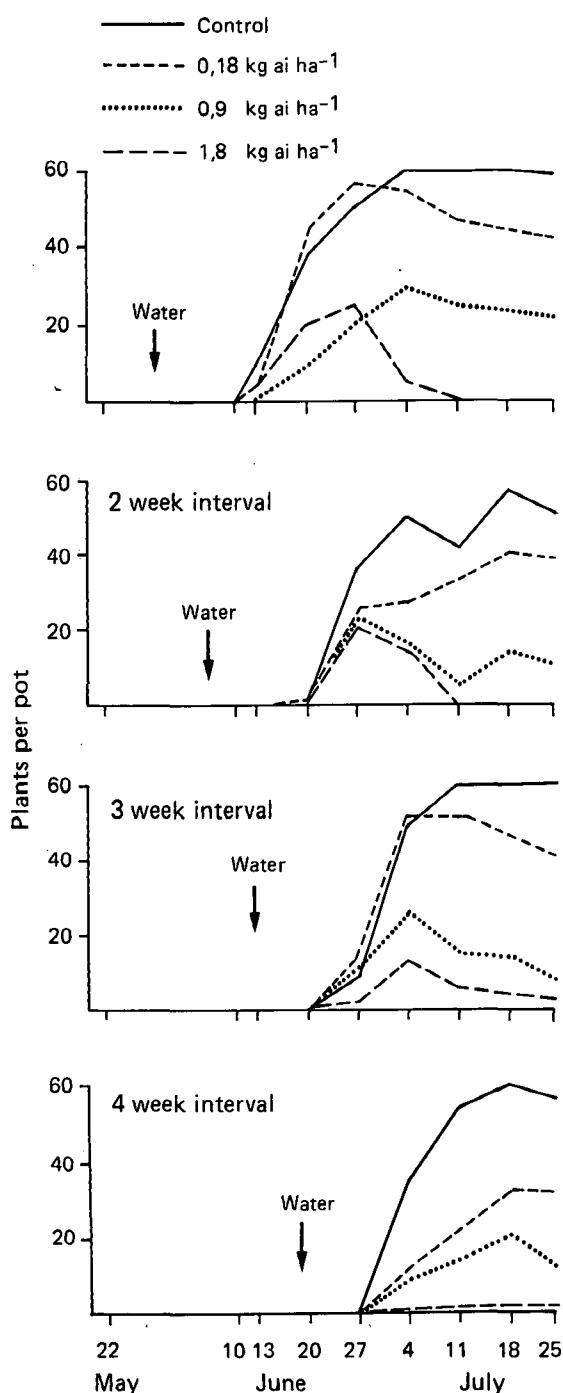 Control
0,18 kg ai ha⁻¹
0,9 kg ai ha⁻¹
1,8 kg ai ha⁻¹
60
40
20
Water
2 week interval
60
40
20
Water
3 week interval
60
40
20
Water
4 week interval
60
40
20
Water
Plants per pot
22 10 13 20 27 4 11 18 25
May June July